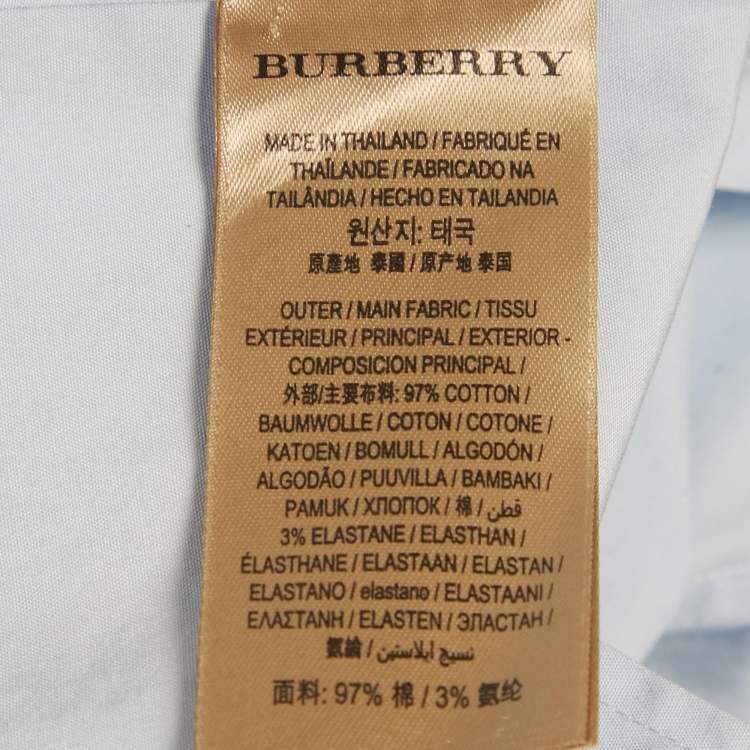 BURBERRY
MADE IN THAILAND / FABRIQUÉ EN
THAÏLANDE / FABRICADO NA
TAILÂNDIA / HECHO EN TAILANDIA
원산지: 태국
原產地 泰國 / 原产地 泰国
OUTER / MAIN FABRIC / TISSU
EXTÉRIEUR / PRINCIPAL / EXTERIOR -
COMPOSICION PRINCIPAL /
外部/主要布料: 97% COTTON /
BAUMWOLLE / COTON / COTONE /
KATOEN / BOMULL / ALGODÓN /
ALGODÃO / PUUVILLA / BAMBAKI /
PAMUK / ХЛОПОК / 棉 / قطن /
3% ELASTANE / ELASTHAN /
ÉLASTHANE / ELASTAAN / ELASTAN /
ELASTANO / elastano / ELASTAANI /
ΕΛΑΣΤΑΝΗ / ELASTEN / ЭЛАСТАН /
氨綸 / نسيج ايلاستين /
面料: 97% 棉 / 3% 氨纶